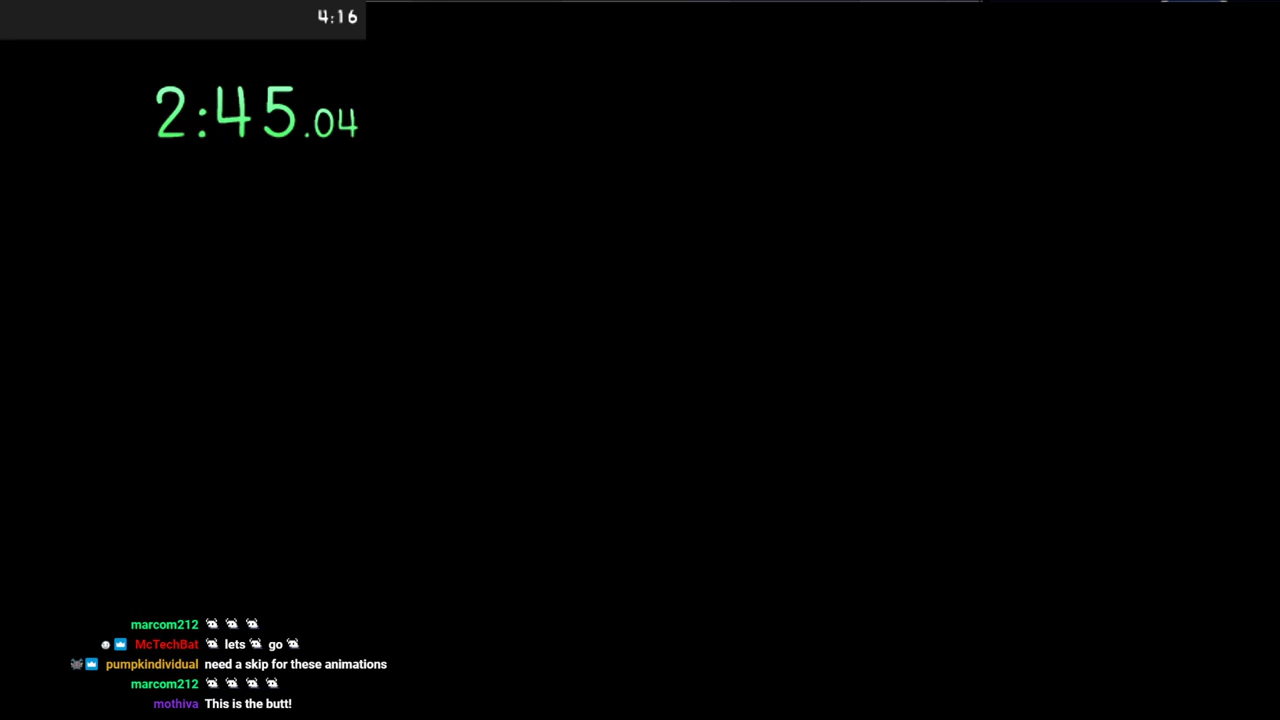 4:16
2:45.04
marcom212
McTechBat lets go
pumpkindividual need a skip for these animations
marcom212
mothiva This is the butt!